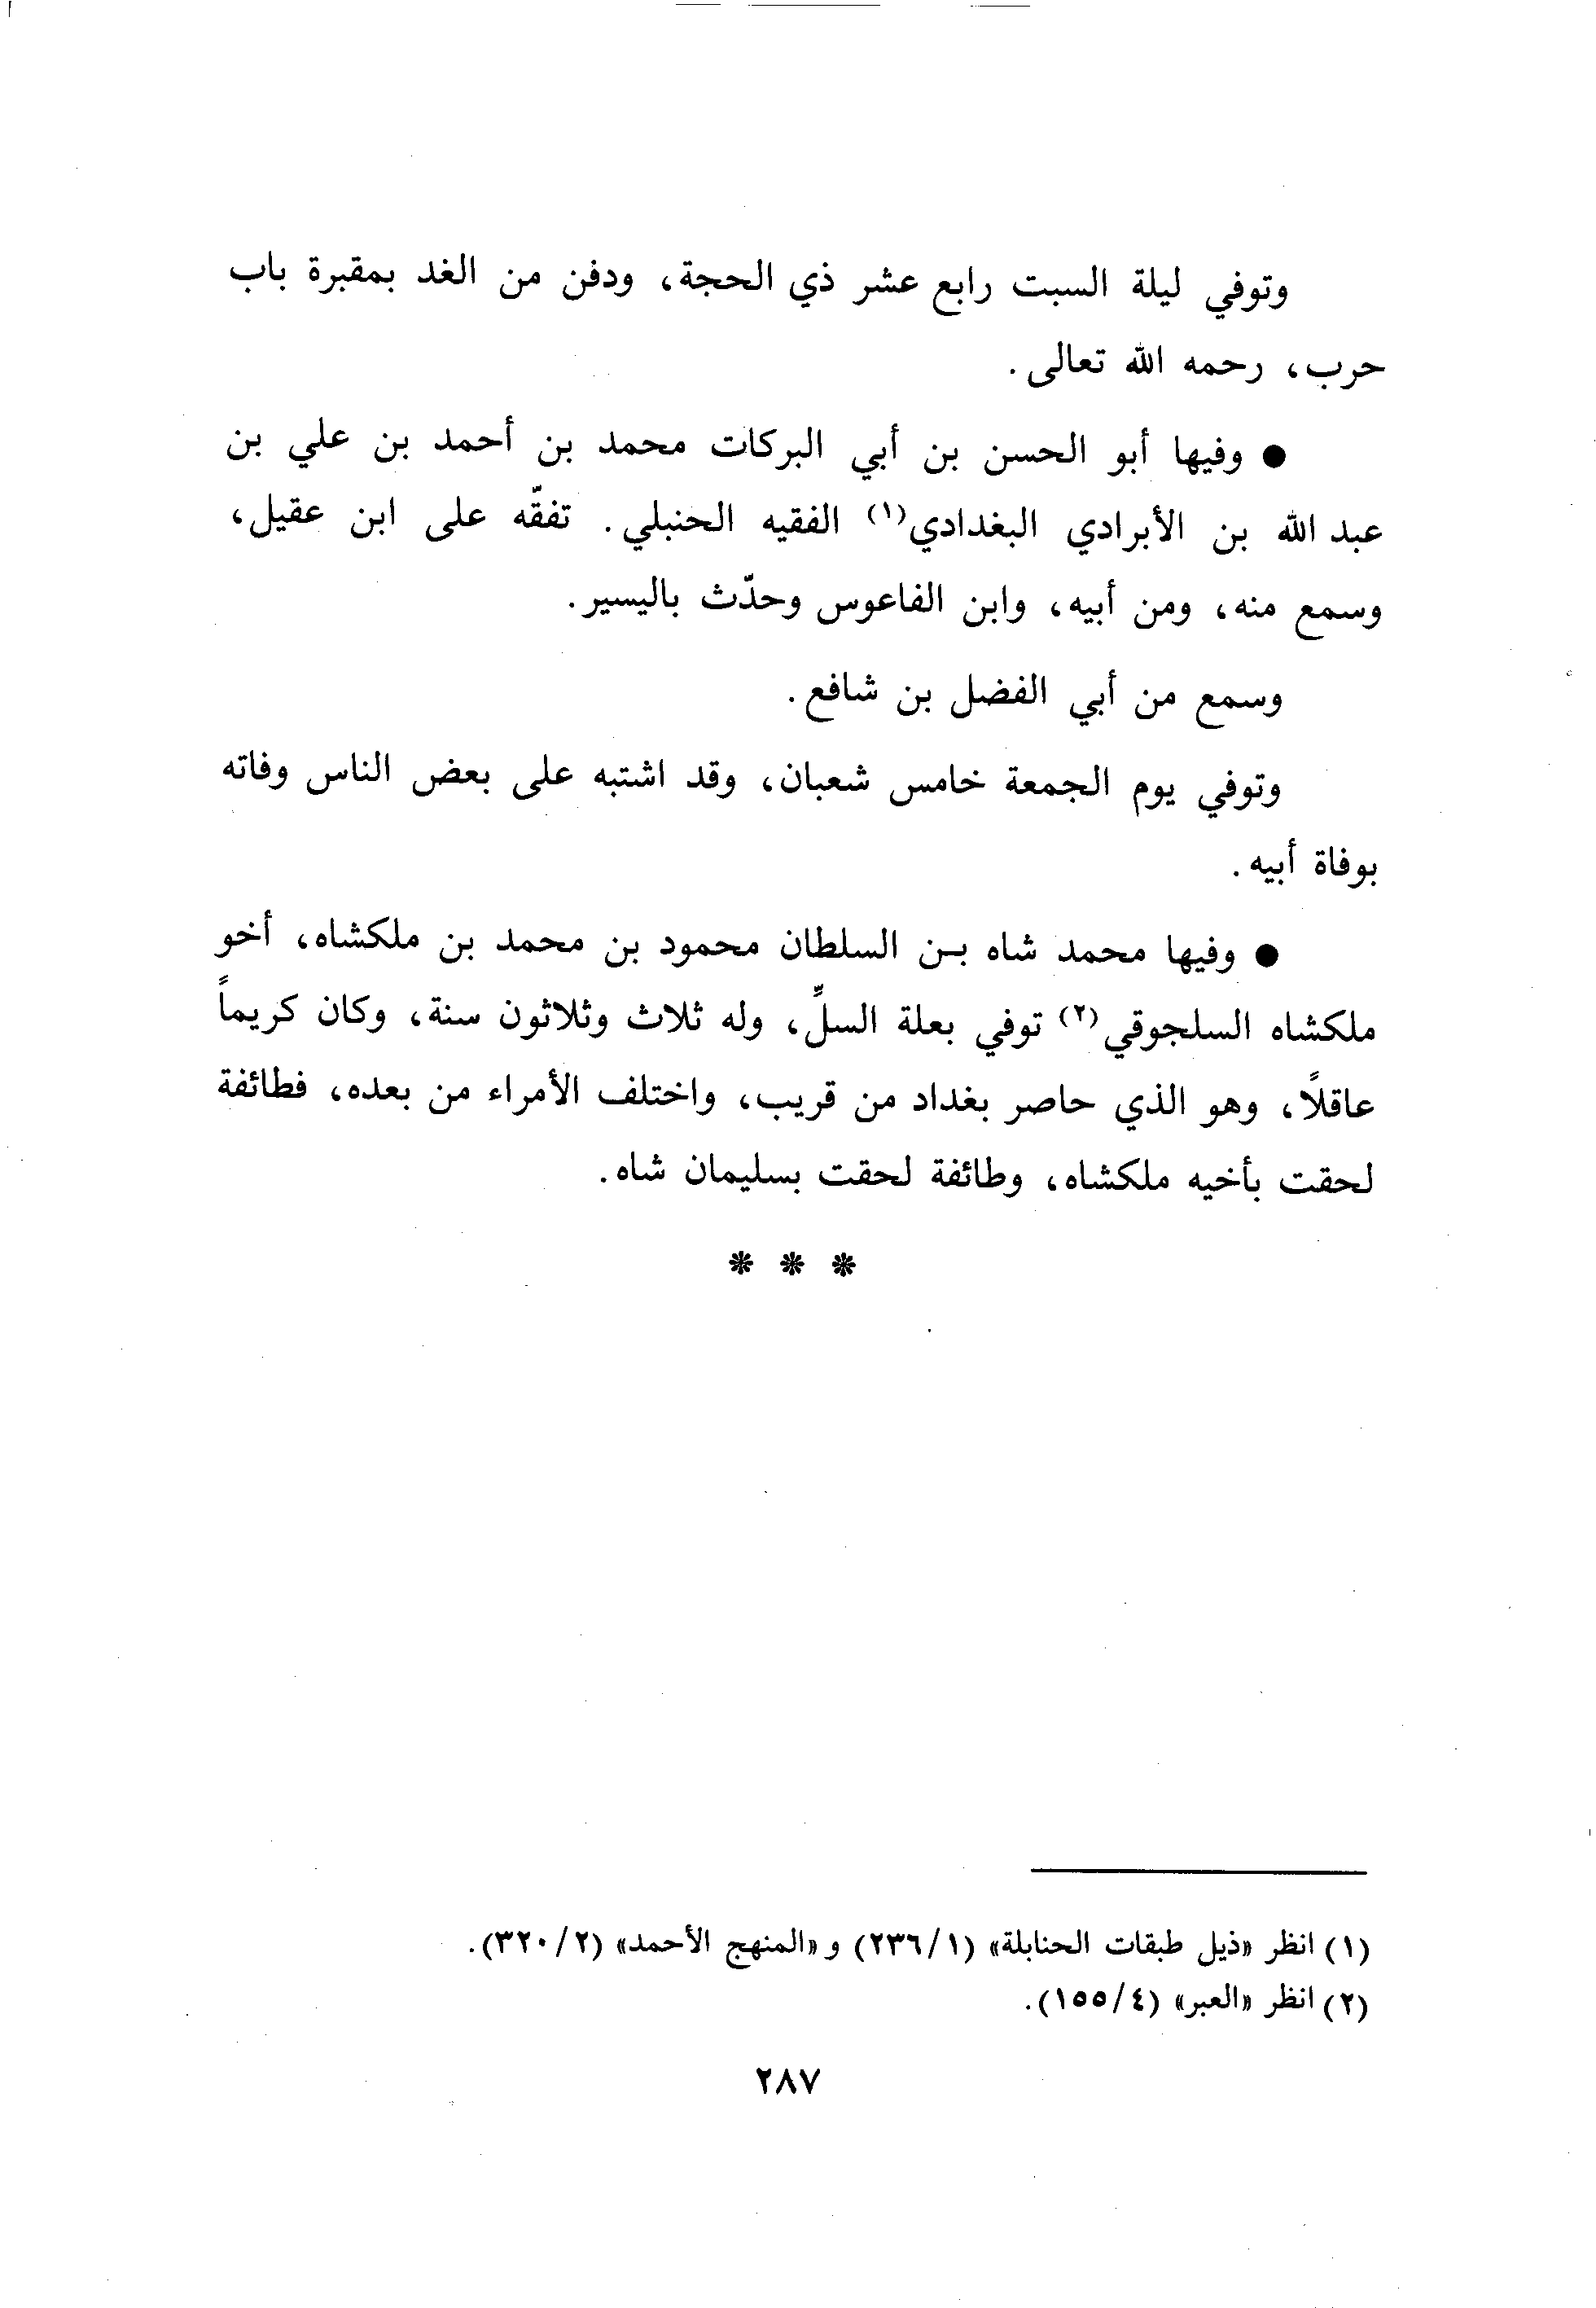 وتوفي ليلة السبت رابع عشر ذي الحجة، ودفن من الغد بمقبرة باب
حرب، رحمه الله تعالى.
● وفيها أبو الحسن بن أبي البركات محمد بن أحمد بن علي بن
عبد الله بن الأبرادي البغدادي(١) الفقيه الحنبلي. تفقّه على ابن عقيل،
وسمع منه، ومن أبيه، وابن الفاعوس وحدّث باليسير.
وسمع من أبي الفضل بن شافع.
وتوفي يوم الجمعة خامس شعبان، وقد اشتبه على بعض الناس وفاته
بوفاة أبيه.
● وفيها محمد شاه بن السلطان محمود بن محمد بن ملكشاه، أخو
ملكشاه السلجوقي(٢) توفي بعلة السلِّ، وله ثلاث وثلاثون سنة، وكان كريماً
عاقلاً، وهو الذي حاصر بغداد من قريب، واختلف الأمراء من بعده، فطائفة
لحقت بأخيه ملكشاه، وطائفة لحقت بسليمان شاه.
* * *
(١) انظر «ذيل طبقات الحنابلة» (٢٣٦/١) و «المنهج الأحمد» (٣٢٠/٢).
(٢) انظر «العبر» (١٥٥/٤).
٢٨٧